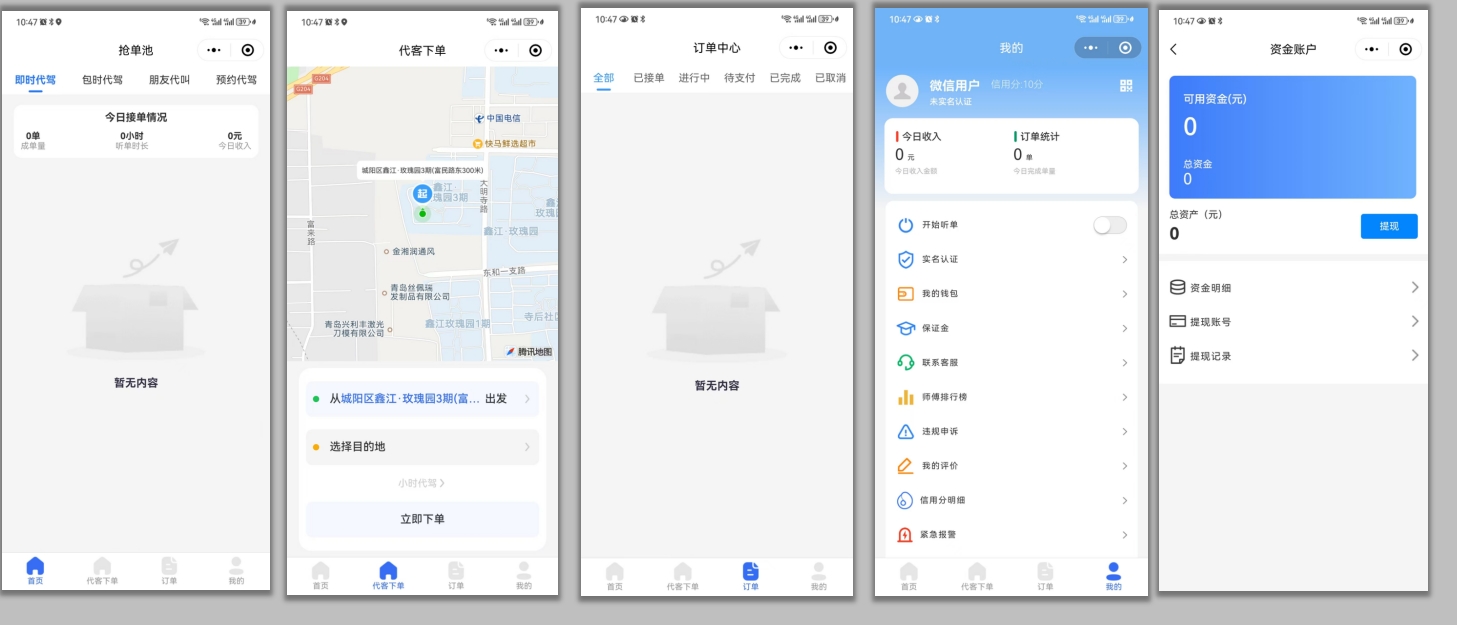 10:47
39
抢单池
即时代驾
包时代驾
朋友代叫
预约代驾
今日接单情况
0单
0小时
0元
成单量
听单时长
今日收入
暂无内容
首页
代客下单
订单
我的
10:47
39
代客下单
G204
G204
中国电信
快马鲜选超市
城阳区鑫江·玫瑰园3期(富民路东300米)
起
鑫江·
瑰园3期
大明寺路
鑫
玫瑰
富来路
鑫江·玫瑰园
金湘润通风
东和一支路
青岛丝佩瑞
发制品有限公司
青岛兴利丰激光
刀模有限公司
鑫江玫瑰园1期
寺后社区
腾讯地图
从城阳区鑫江·玫瑰园3期(富... 出发
选择目的地
小时代驾
立即下单
首页
代客下单
订单
我的
10:47
39
订单中心
全部
已接单
进行中
待支付
已完成
已取消
暂无内容
首页
代客下单
订单
我的
10:47
39
我的
微信用户
信用分:10分
未实名认证
今日收入
订单统计
0 元
0 单
今日收入金额
今日完成单量
开始听单
实名认证
我的钱包
保证金
联系客服
师傅排行榜
违规申诉
我的评价
信用分明细
紧急报警
首页
代客下单
订单
我的
10:47
39
资金账户
可用资金(元)
0
总资金
0
总资产（元）
0
提现
资金明细
提现账号
提现记录